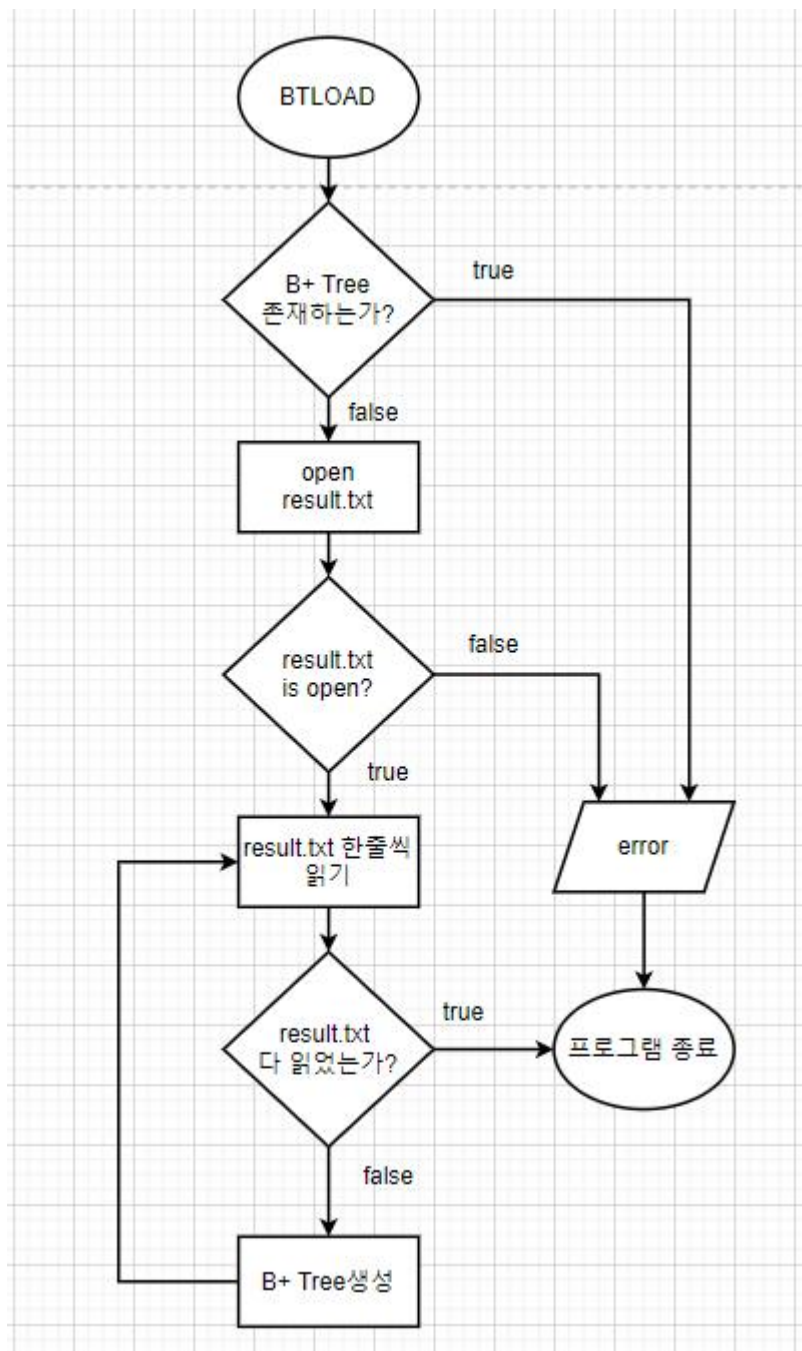 BTLOAD
B+ Tree
존재하는가?
true
false
open
result.txt
result.txt
is open?
false
true
result.txt 한줄씩
읽기
error
result.txt
다 읽었는가?
true
프로그램 종료
false
B+ Tree생성